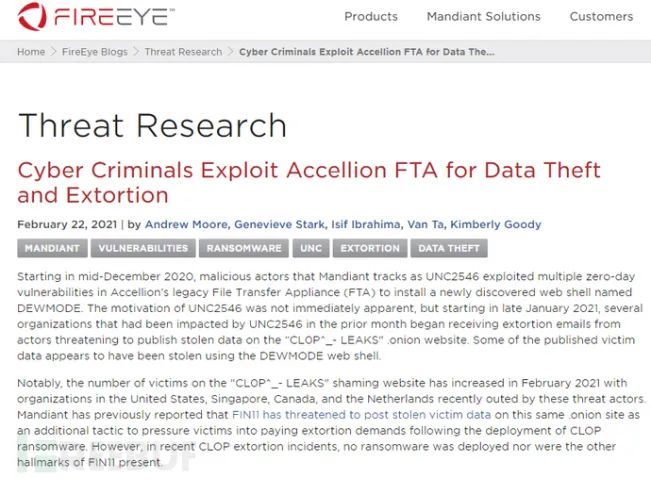 FIREEYE™
Products Mandiant Solutions Customers
Home > FireEye Blogs > Threat Research > Cyber Criminals Exploit Accellion FTA for Data The...
Threat Research
Cyber Criminals Exploit Accellion FTA for Data Theft
and Extortion
February 22, 2021 | by Andrew Moore, Genevieve Stark, Isif Ibrahima, Van Ta, Kimberly Goody
MANDIANT VULNERABILITIES RANSOMWARE UNC EXTORTION DATA THEFT
Starting in mid-December 2020, malicious actors that Mandiant tracks as UNC2546 exploited multiple zero-day
vulnerabilities in Accellion's legacy File Transfer Appliance (FTA) to install a newly discovered web shell named
DEWMODE. The motivation of UNC2546 was not immediately apparent, but starting in late January 2021, several
organizations that had been impacted by UNC2546 in the prior month began receiving extortion emails from
actors threatening to publish stolen data on the "CL0P^_- LEAKS" .onion website. Some of the published victim
data appears to have been stolen using the DEWMODE web shell.
Notably, the number of victims on the "CL0P^_- LEAKS" shaming website has increased in February 2021 with
organizations in the United States, Singapore, Canada, and the Netherlands recently outed by these threat actors.
Mandiant has previously reported that FIN11 has threatened to post stolen victim data on this same .onion site as
an additional tactic to pressure victims into paying extortion demands following the deployment of CLOP
ransomware. However, in recent CLOP extortion incidents, no ransomware was deployed nor were the other
hallmarks of FIN11 present.